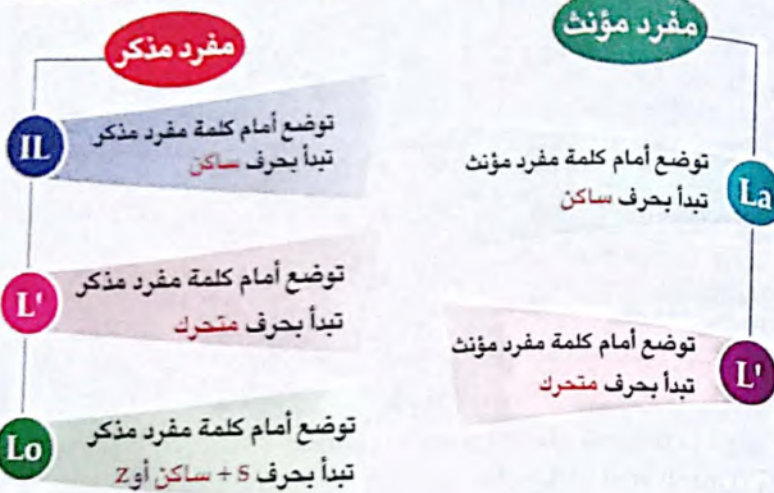 مفرد مؤنث
La
توضع أمام كلمة مفرد مؤنث
تبدأ بحرف ساكن
L'
توضع أمام كلمة مفرد مؤنث
تبدأ بحرف متحرك
مفرد مذكر
IL
توضع أمام كلمة مفرد مذكر
تبدأ بحرف ساكن
L'
توضع أمام كلمة مفرد مذكر
تبدأ بحرف متحرك
Lo
توضع أمام كلمة مفرد مذكر
تبدأ بحرف S + ساكن أو Z